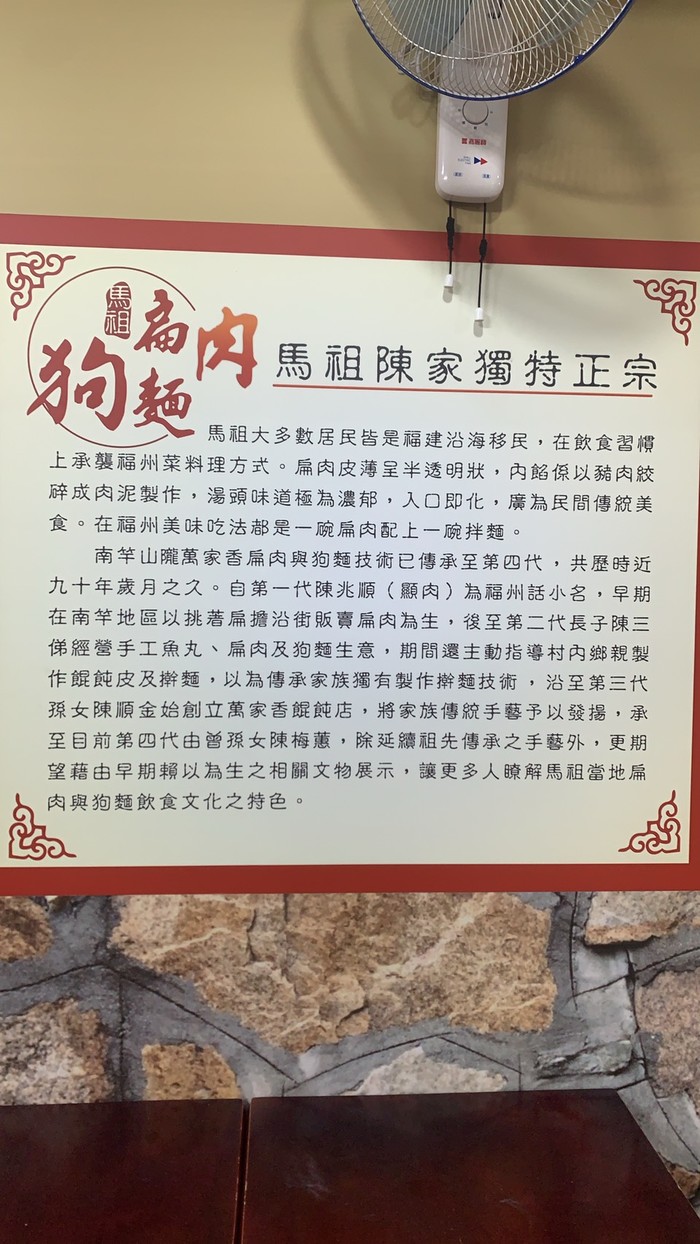 馬祖
扁肉
狗麵
馬祖陳家獨特正宗
馬祖大多數居民皆是福建沿海移民，在飲食習慣
上承襲福州菜料理方式。扁肉皮薄呈半透明狀，內餡係以豬肉絞
碎成肉泥製作，湯頭味道極為濃郁，入口即化，廣為民間傳統美
食。在福州美味吃法都是一碗扁肉配上一碗拌麵。
南竿山隴萬家香扁肉與狗麵技術已傳承至第四代，共歷時近
九十年歲月之久。自第一代陳兆順（顯肉）為福州話小名，早期
在南竿地區以挑著扁擔沿街販賣扁肉為生，後至第二代長子陳三
俤經營手工魚丸、扁肉及狗麵生意，期間還主動指導村內鄉親製
作餛飩皮及擀麵，以為傳承家族獨有製作擀麵技術，沿至第三代
孫女陳順金始創立萬家香餛飩店，將家族傳統手藝予以發揚，承
至目前第四代由曾孫女陳梅蕙，除延續祖先傳承之手藝外，更期
望藉由早期賴以為生之相關文物展示，讓更多人瞭解馬祖當地扁
肉與狗麵飲食文化之特色。